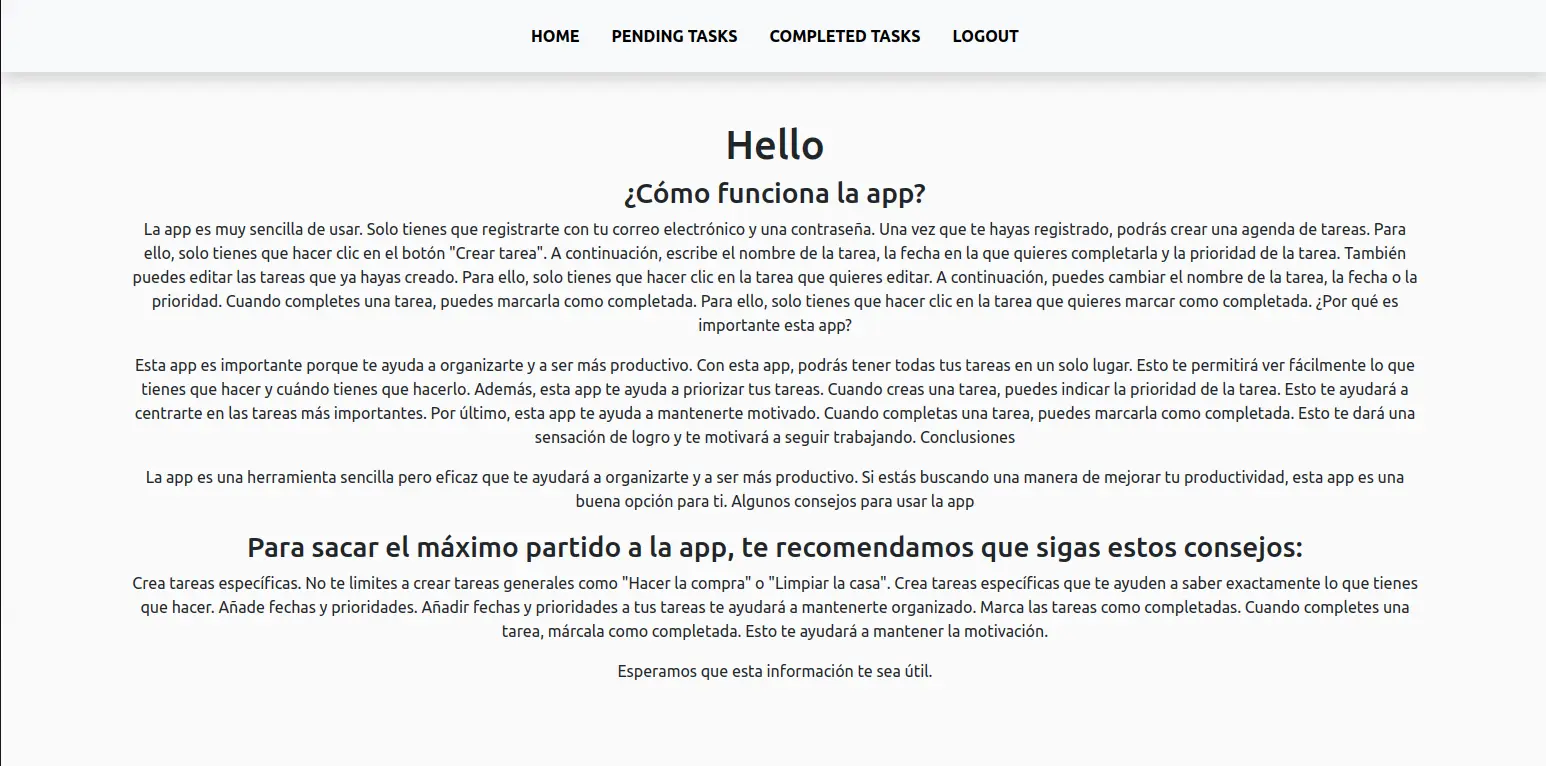 HOME PENDING TASKS COMPLETED TASKS LOGOUT
Hello
¿Cómo funciona la app?
La app es muy sencilla de usar. Solo tienes que registrarte con tu correo electrónico y una contraseña. Una vez que te hayas registrado, podrás crear una agenda de tareas. Para
ello, solo tienes que hacer clic en el botón "Crear tarea". A continuación, escribe el nombre de la tarea, la fecha en la que quieres completarla y la prioridad de la tarea. También
puedes editar las tareas que ya hayas creado. Para ello, solo tienes que hacer clic en la tarea que quieres editar. A continuación, puedes cambiar el nombre de la tarea, la fecha o la
prioridad. Cuando completes una tarea, puedes marcarla como completada. Para ello, solo tienes que hacer clic en la tarea que quieres marcar como completada. ¿Por qué es
importante esta app?
Esta app es importante porque te ayuda a organizarte y a ser más productivo. Con esta app, podrás tener todas tus tareas en un solo lugar. Esto te permitirá ver fácilmente lo que
tienes que hacer y cuándo tienes que hacerlo. Además, esta app te ayuda a priorizar tus tareas. Cuando creas una tarea, puedes indicar la prioridad de la tarea. Esto te ayudará a
centrarte en las tareas más importantes. Por último, esta app te ayuda a mantenerte motivado. Cuando completas una tarea, puedes marcarla como completada. Esto te dará una
sensación de logro y te motivará a seguir trabajando. Conclusiones
La app es una herramienta sencilla pero eficaz que te ayudará a organizarte y a ser más productivo. Si estás buscando una manera de mejorar tu productividad, esta app es una
buena opción para ti. Algunos consejos para usar la app
Para sacar el máximo partido a la app, te recomendamos que sigas estos consejos:
Crea tareas específicas. No te limites a crear tareas generales como "Hacer la compra" o "Limpiar la casa". Crea tareas específicas que te ayuden a saber exactamente lo que tienes
que hacer. Añade fechas y prioridades. Añadir fechas y prioridades a tus tareas te ayudará a mantenerte organizado. Marca las tareas como completadas. Cuando completes una
tarea, márcala como completada. Esto te ayudará a mantener la motivación.
Esperamos que esta información te sea útil.